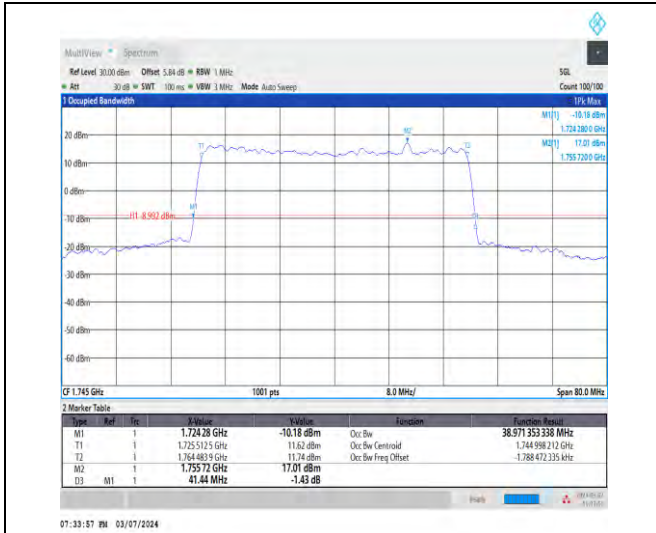 MultiView Spectrum
Ref Level 30.00 dBm Offset 5.84 dB RBW 1 MHz SGL
Att 30 dB SWT 100 ms VBW 3 MHz Mode Auto Sweep Count 100/100
1 Occupied Bandwidth 1Pk Max
M1[1] -10.18 dBm
1.724 280 0 GHz
M2[1] 17.01 dBm
1.755 720 0 GHz
20 dBm
M2
T1
T2
10 dBm
0 dBm
M1
-10 dBm
H1 -8.992 dBm
-20 dBm
-30 dBm
-40 dBm
-50 dBm
-60 dBm
CF 1.745 GHz 1001 pts 8.0 MHz/ Span 80.0 MHz
2 Marker Table
Type Ref Trc X-Value Y-Value Function Function Result
M1 1 1.724 28 GHz -10.18 dBm Occ Bw 38.971 353 338 MHz
T1 1 1.725 512 5 GHz 11.62 dBm Occ Bw Centroid 1.744 998 212 GHz
T2 1 1.764 483 9 GHz 11.74 dBm Occ Bw Freq Offset -1.788 472 335 kHz
M2 1 1.755 72 GHz 17.01 dBm
D3 M1 1 41.44 MHz -1.43 dB
07:33:57 PM 03/07/2024